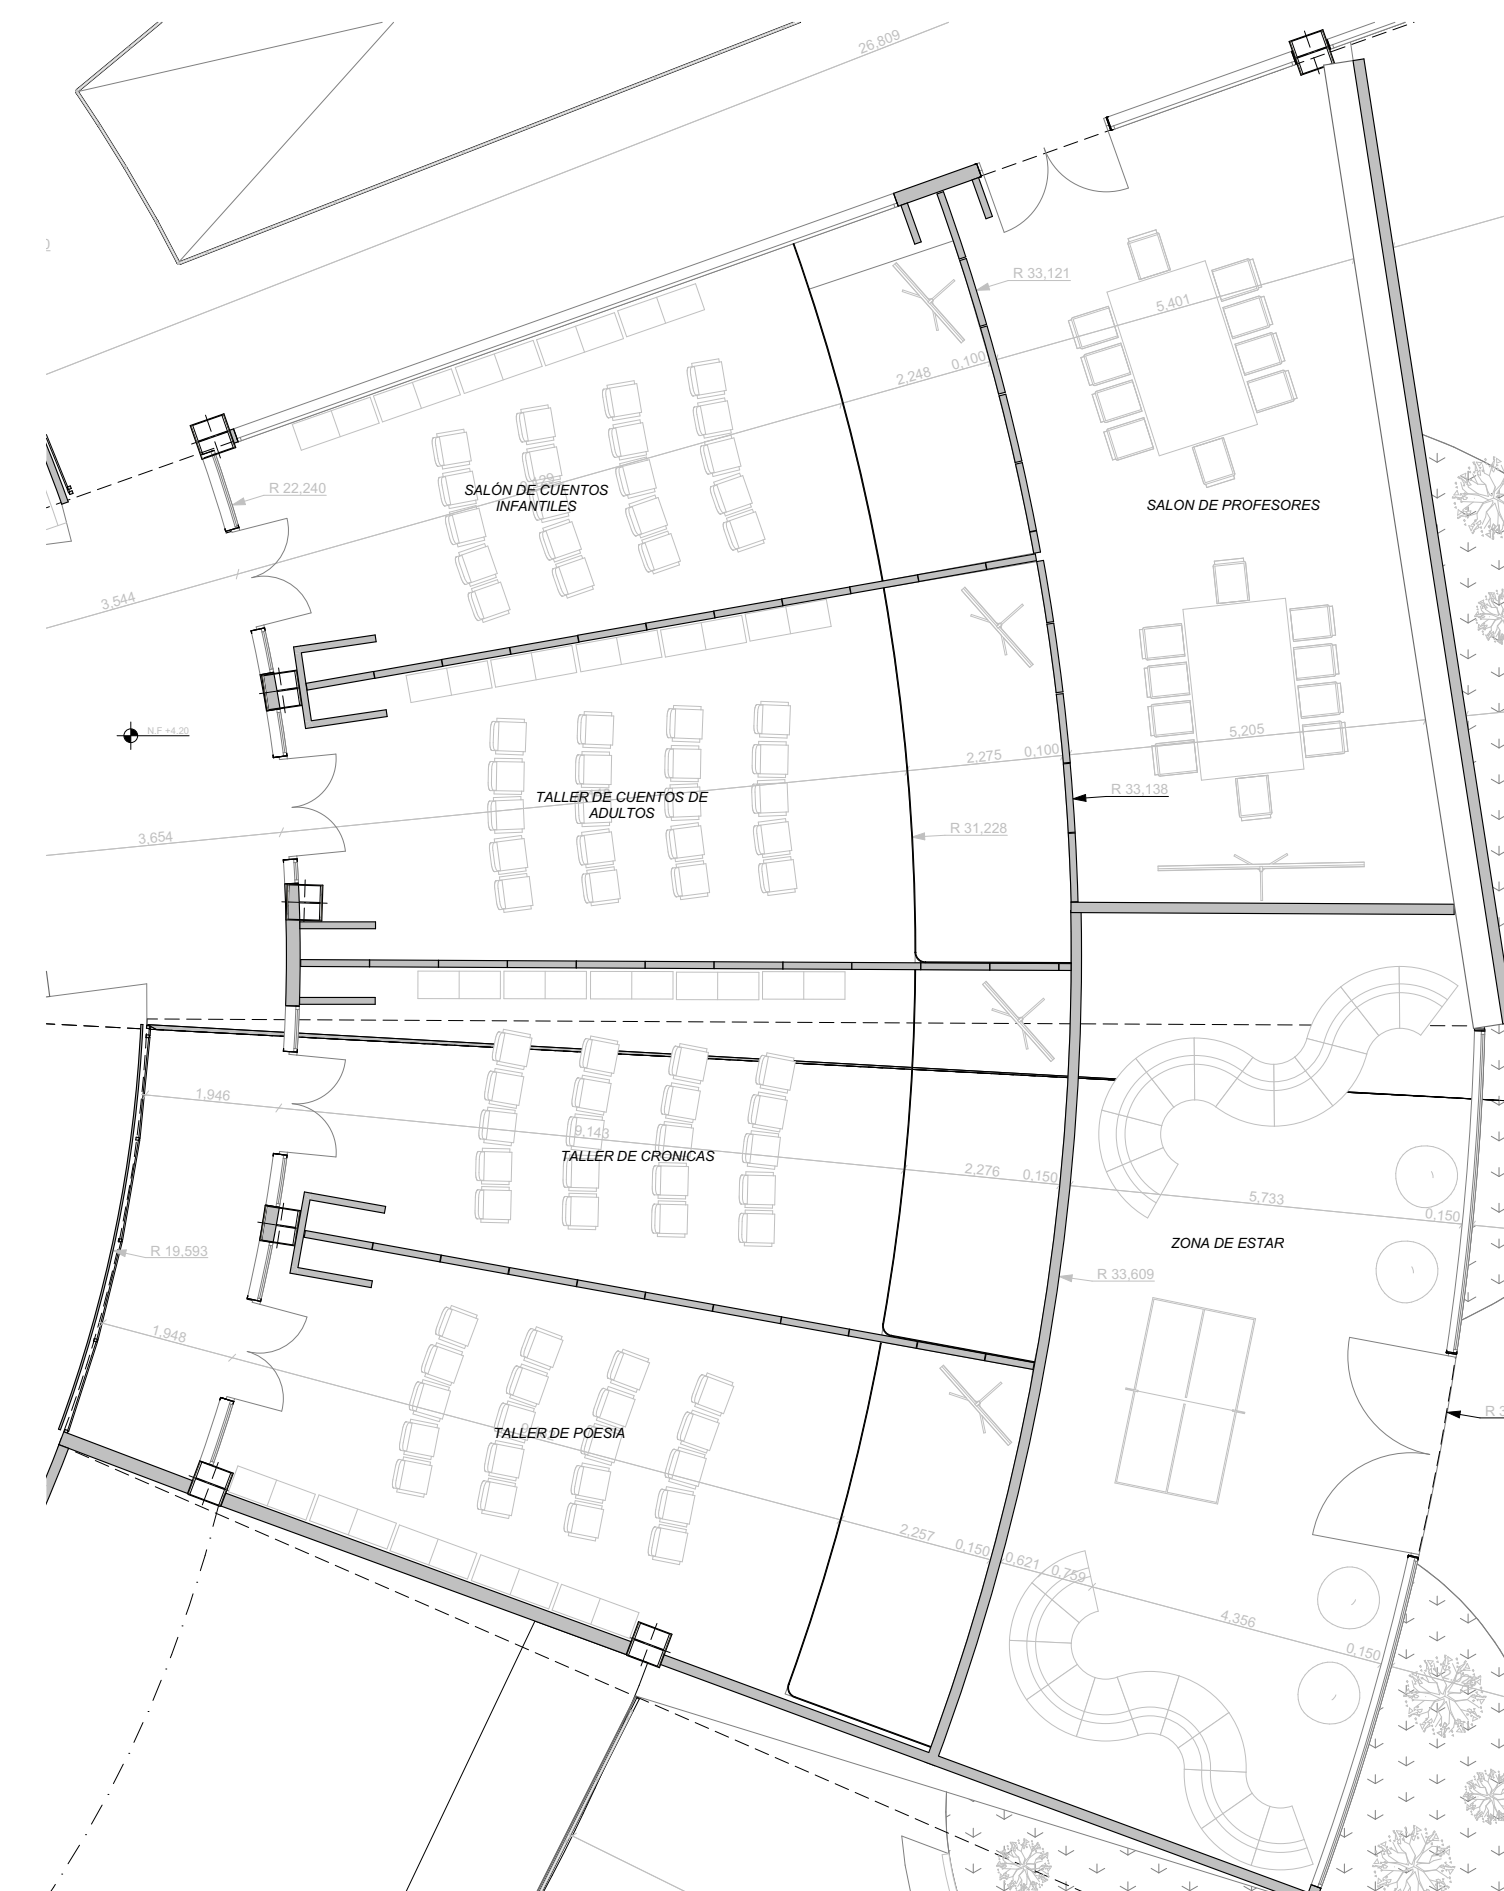 26,809
R 33,121
5,401
0,100
2,248
R 22,240
SALÓN DE CUENTOS
INFANTILES
SALON DE PROFESORES
3,544
N.F +4.20
5,205
0,100
2,275
R 33,138
TALLER DE CUENTOS DE
ADULTOS
R 31,228
3,654
1,946
9,143
TALLER DE CRONICAS
2,276
0,150
5,733
0,150
ZONA DE ESTAR
R 19,593
R 33,609
1,948
TALLER DE POESIA
2,257
0,150
0,621
0,759
4,356
0,150